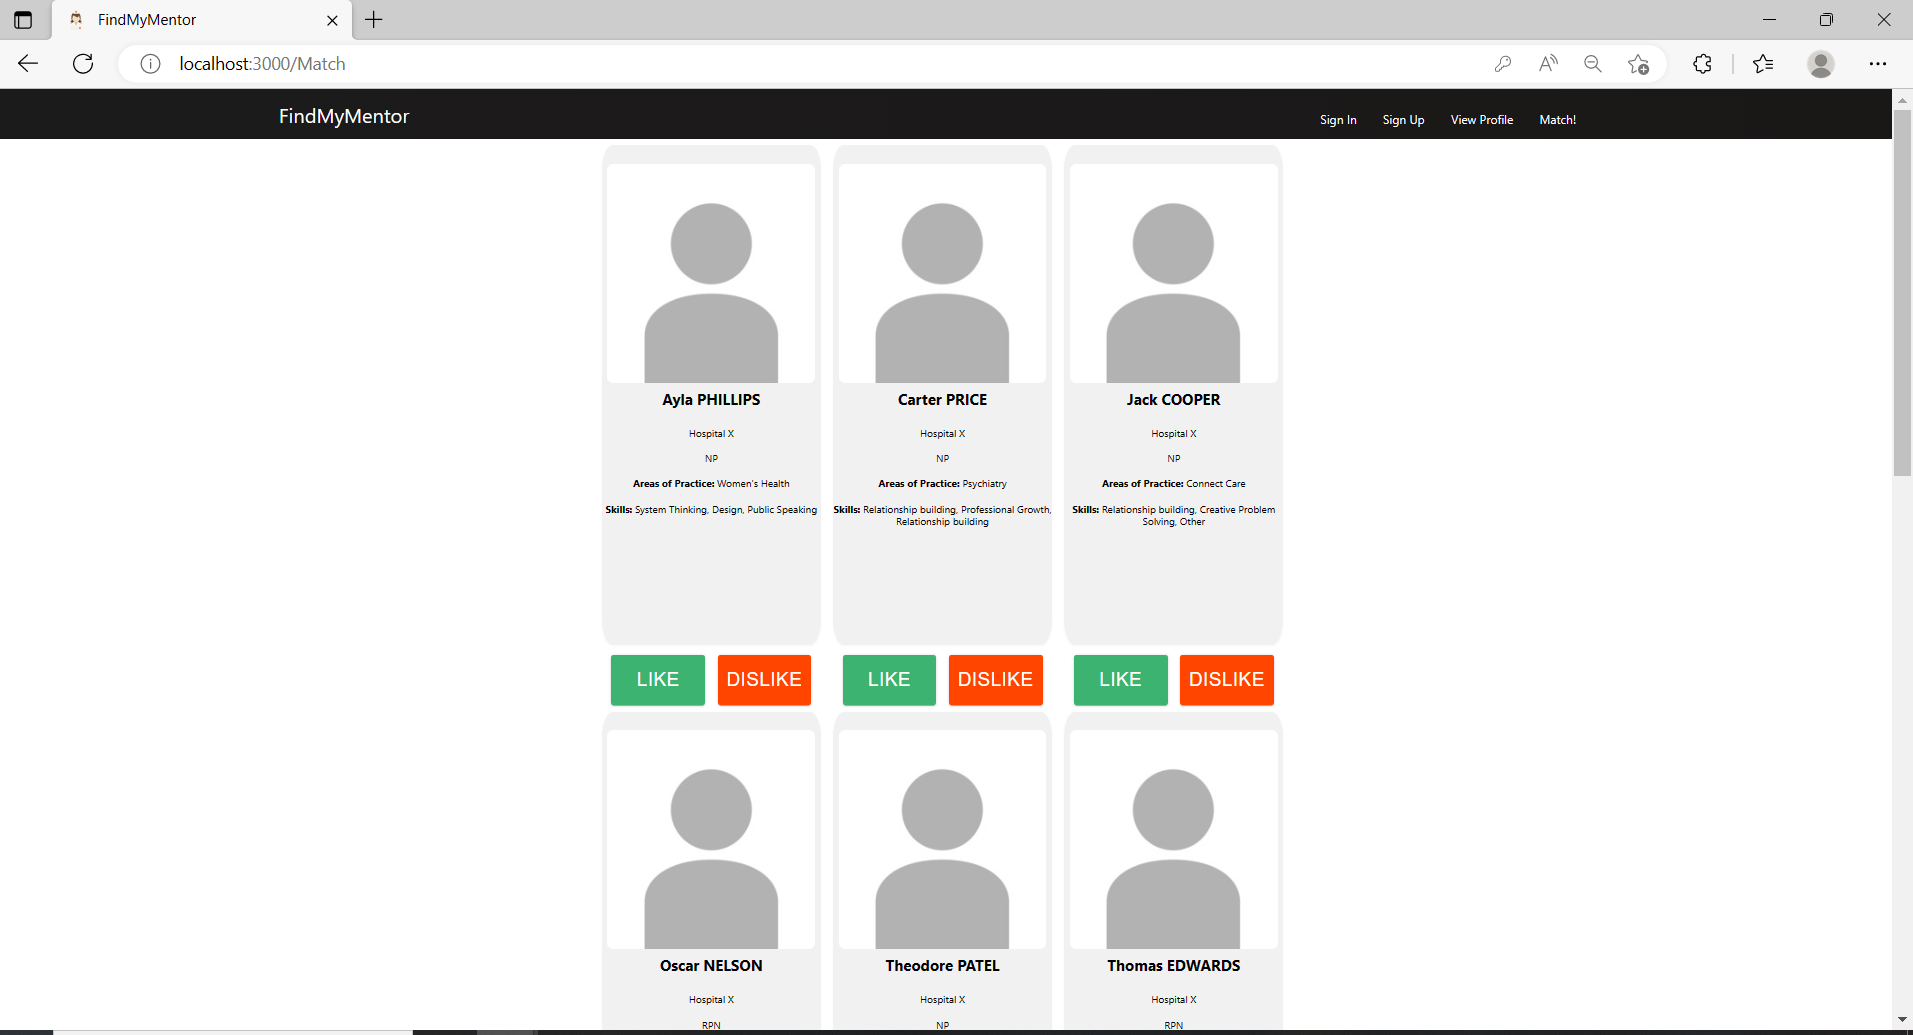 FindMyMentor
localhost:3000/Match
FindMyMentor
Sign In
Sign Up
View Profile
Match!
Ayla PHILLIPS
Hospital X
NP
Areas of Practice: Women's Health
Skills: System Thinking, Design, Public Speaking
LIKE
DISLIKE
Carter PRICE
Hospital X
NP
Areas of Practice: Psychiatry
Skills: Relationship building, Professional Growth,
Relationship building
LIKE
DISLIKE
Jack COOPER
Hospital X
NP
Areas of Practice: Connect Care
Skills: Relationship building, Creative Problem
Solving, Other
LIKE
DISLIKE
Oscar NELSON
Hospital X
RPN
Theodore PATEL
Hospital X
NP
Thomas EDWARDS
Hospital X
RPN